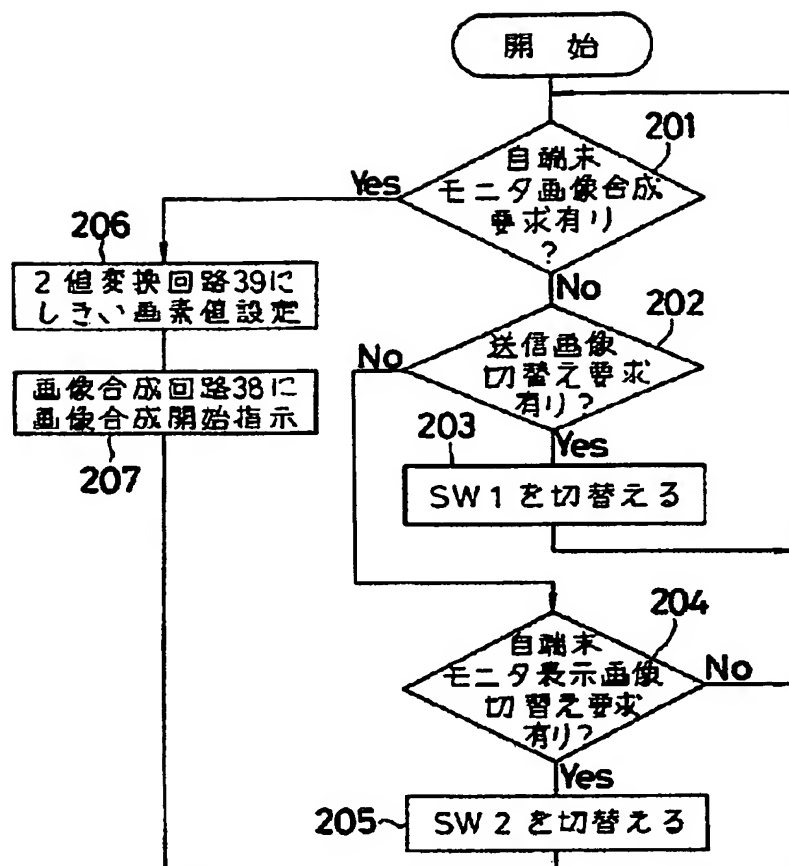 開始
201
自端末
モニタ画像合成
要求有り
?
Yes
No
206
2値変換回路39に
しきい画素値設定
画像合成回路38に
画像合成開始指示
207
202
送信画像
切替え要求
有り?
No
Yes
203
SW1を切替える
204
自端末
モニタ表示画像
切替え要求
有り?
No
Yes
205
SW2を切替える